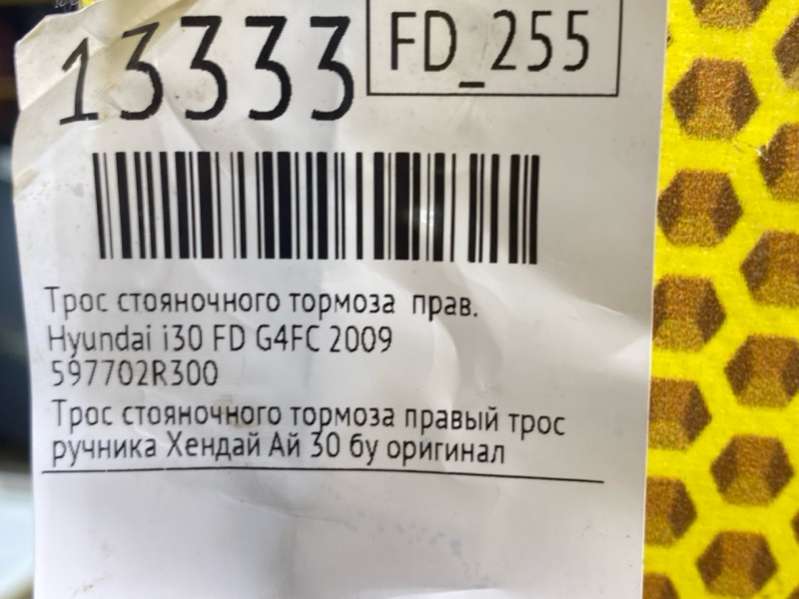 13333
FD_255
Трос стояночного тормоза прав.
Hyundai i30 FD G4FC 2009
597702R300
Трос стояночного тормоза правый трос
ручника Хендай Ай 30 бу оригинал